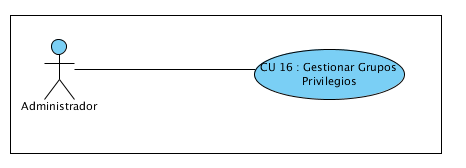 CU 16 : Gestionar Grupos
Privilegios
Administrador